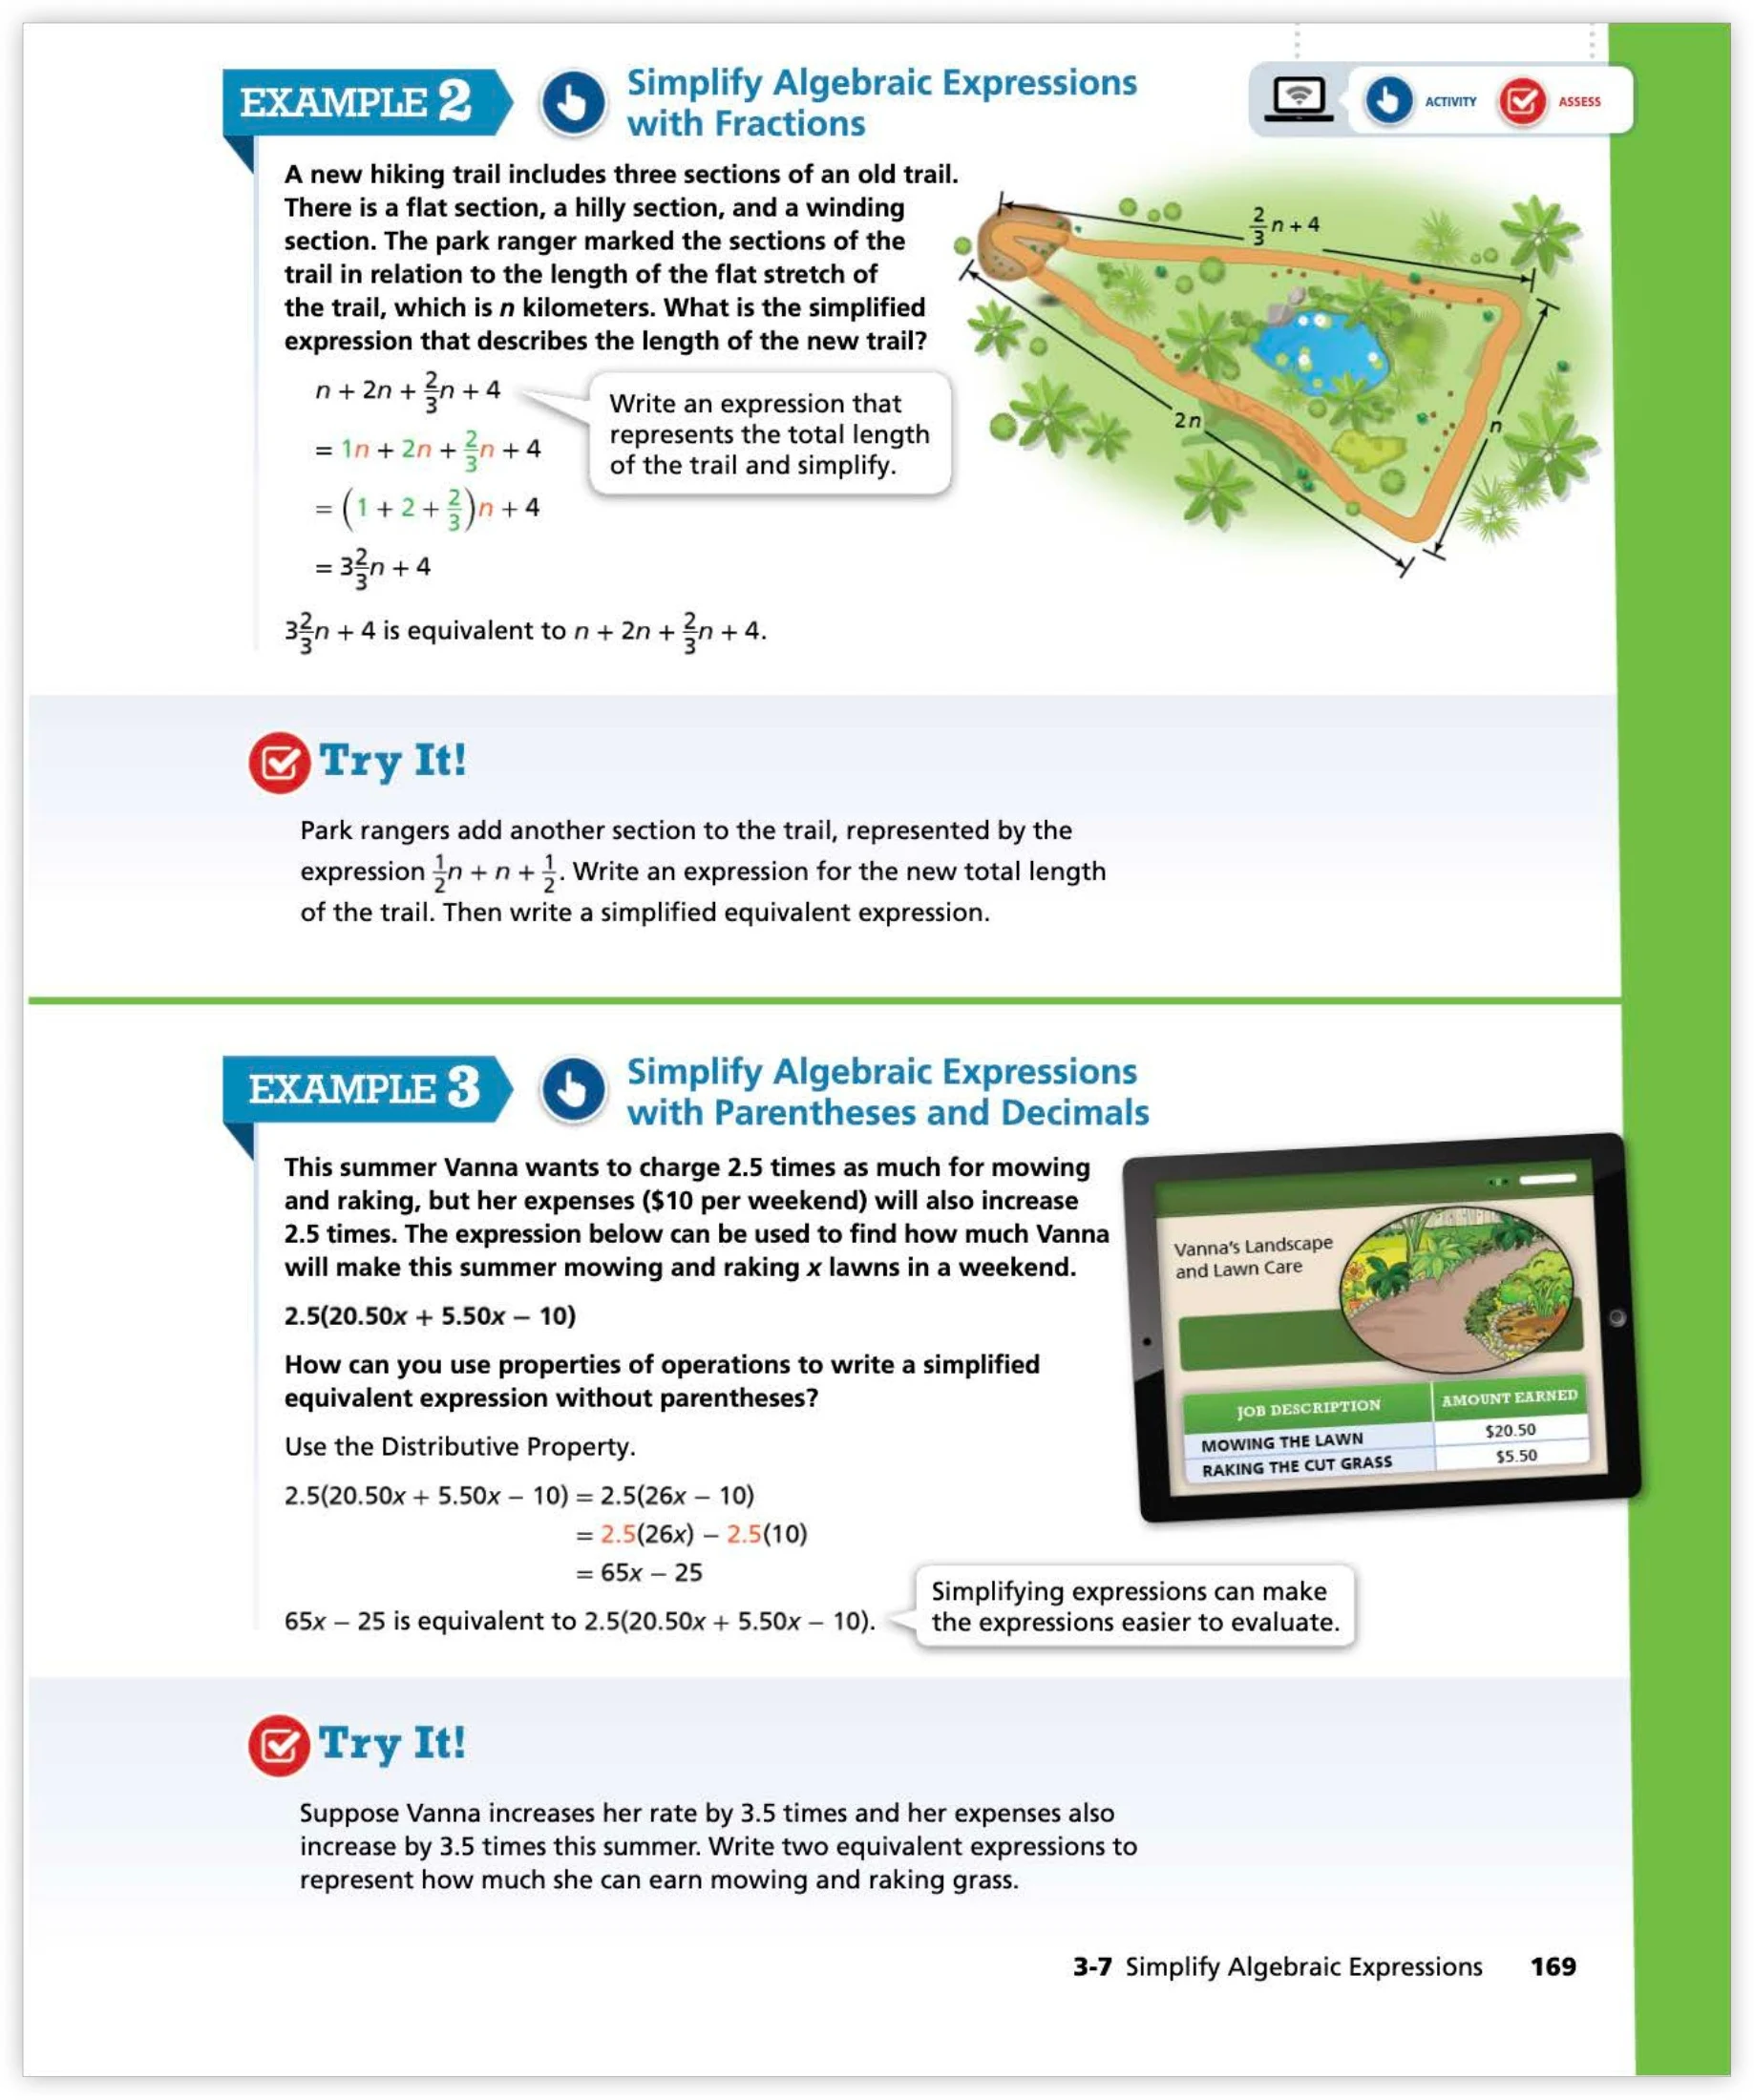 EXAMPLE 2
Simplify Algebraic Expressions
with Fractions
ACTIVITY
ASSESS
A new hiking trail includes three sections of an old trail.
There is a flat section, a hilly section, and a winding
section. The park ranger marked the sections of the
trail in relation to the length of the flat stretch of
the trail, which is n kilometers. What is the simplified
expression that describes the length of the new trail?
n + 2n + 2/3n + 4
= 1n + 2n + 2/3n + 4
= (1 + 2 + 2/3)n + 4
= 3 2/3n + 4
Write an expression that
represents the total length
of the trail and simplify.
2/3n + 4
2n
n
3 2/3n + 4 is equivalent to n + 2n + 2/3n + 4.
Try It!
Park rangers add another section to the trail, represented by the
expression 1/2n + n + 1/2. Write an expression for the new total length
of the trail. Then write a simplified equivalent expression.
EXAMPLE 3
Simplify Algebraic Expressions
with Parentheses and Decimals
This summer Vanna wants to charge 2.5 times as much for mowing
and raking, but her expenses ($10 per weekend) will also increase
2.5 times. The expression below can be used to find how much Vanna
will make this summer mowing and raking x lawns in a weekend.
2.5(20.50x + 5.50x − 10)
How can you use properties of operations to write a simplified
equivalent expression without parentheses?
Use the Distributive Property.
2.5(20.50x + 5.50x − 10) = 2.5(26x − 10)
= 2.5(26x) − 2.5(10)
= 65x − 25
65x − 25 is equivalent to 2.5(20.50x + 5.50x − 10).
Simplifying expressions can make
the expressions easier to evaluate.
Vanna's Landscape
and Lawn Care
JOB DESCRIPTION AMOUNT EARNED
MOWING THE LAWN $20.50
RAKING THE CUT GRASS $5.50
Try It!
Suppose Vanna increases her rate by 3.5 times and her expenses also
increase by 3.5 times this summer. Write two equivalent expressions to
represent how much she can earn mowing and raking grass.
3-7 Simplify Algebraic Expressions 169